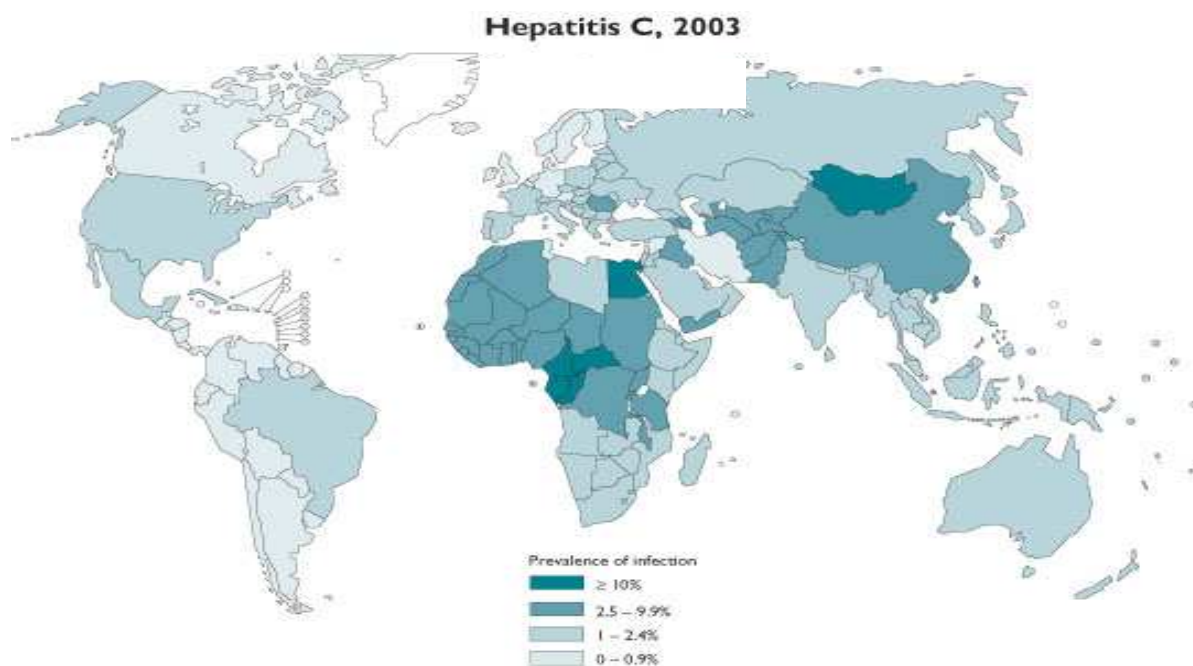 Hepatitis C, 2003
Prevalence of infection
≥ 10%
2.5 – 9.9%
1 – 2.4%
0 – 0.9%